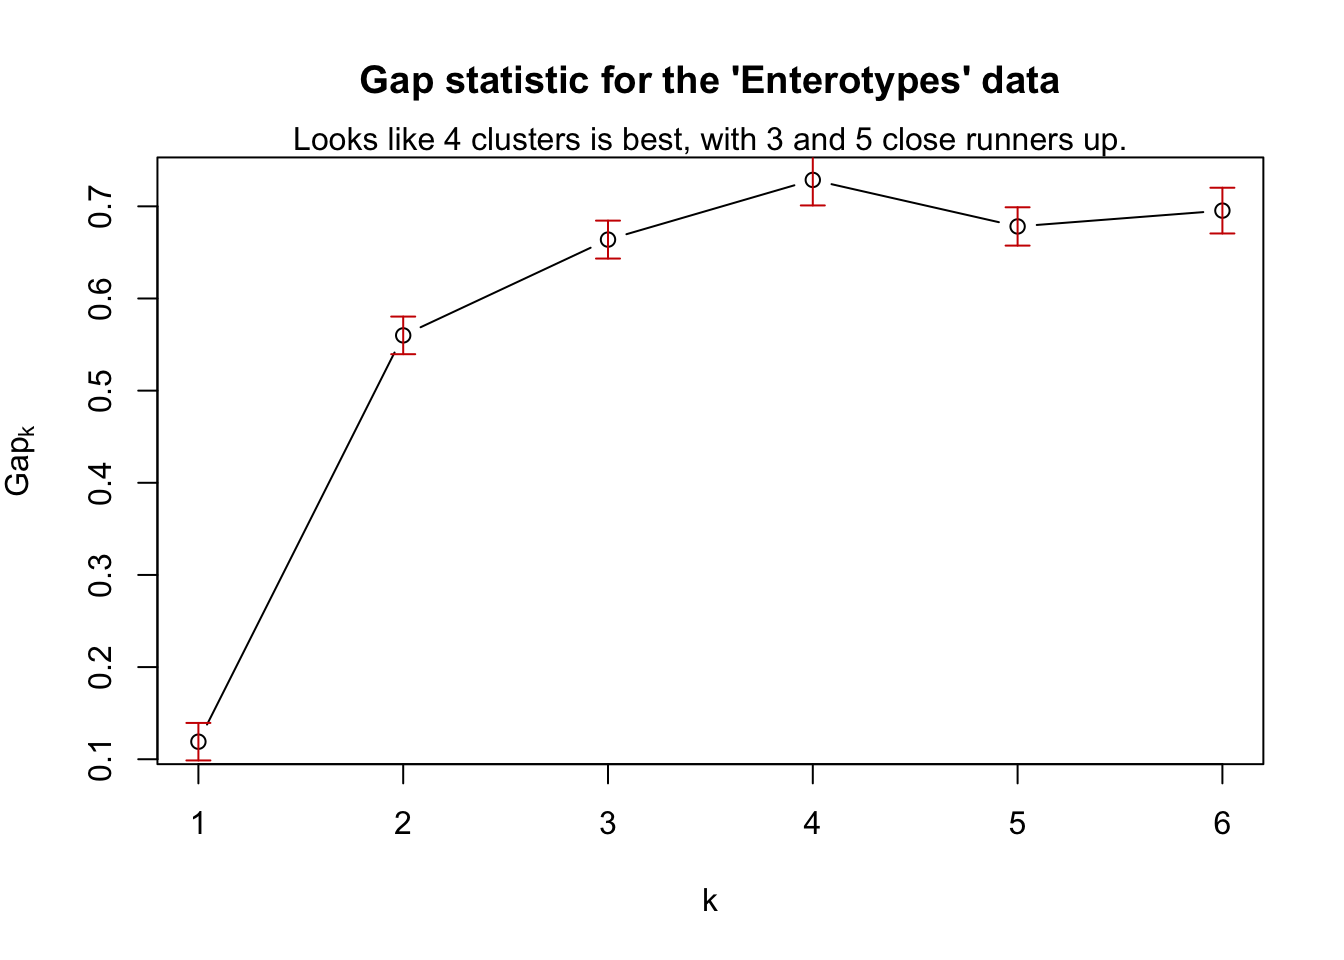 Gap statistic for the 'Enterotypes' data
Looks like 4 clusters is best, with 3 and 5 close runners up.
0.7
0.6
0.5
0.4
0.3
0.2
0.1
Gapk
1 2 3 4 5 6
k